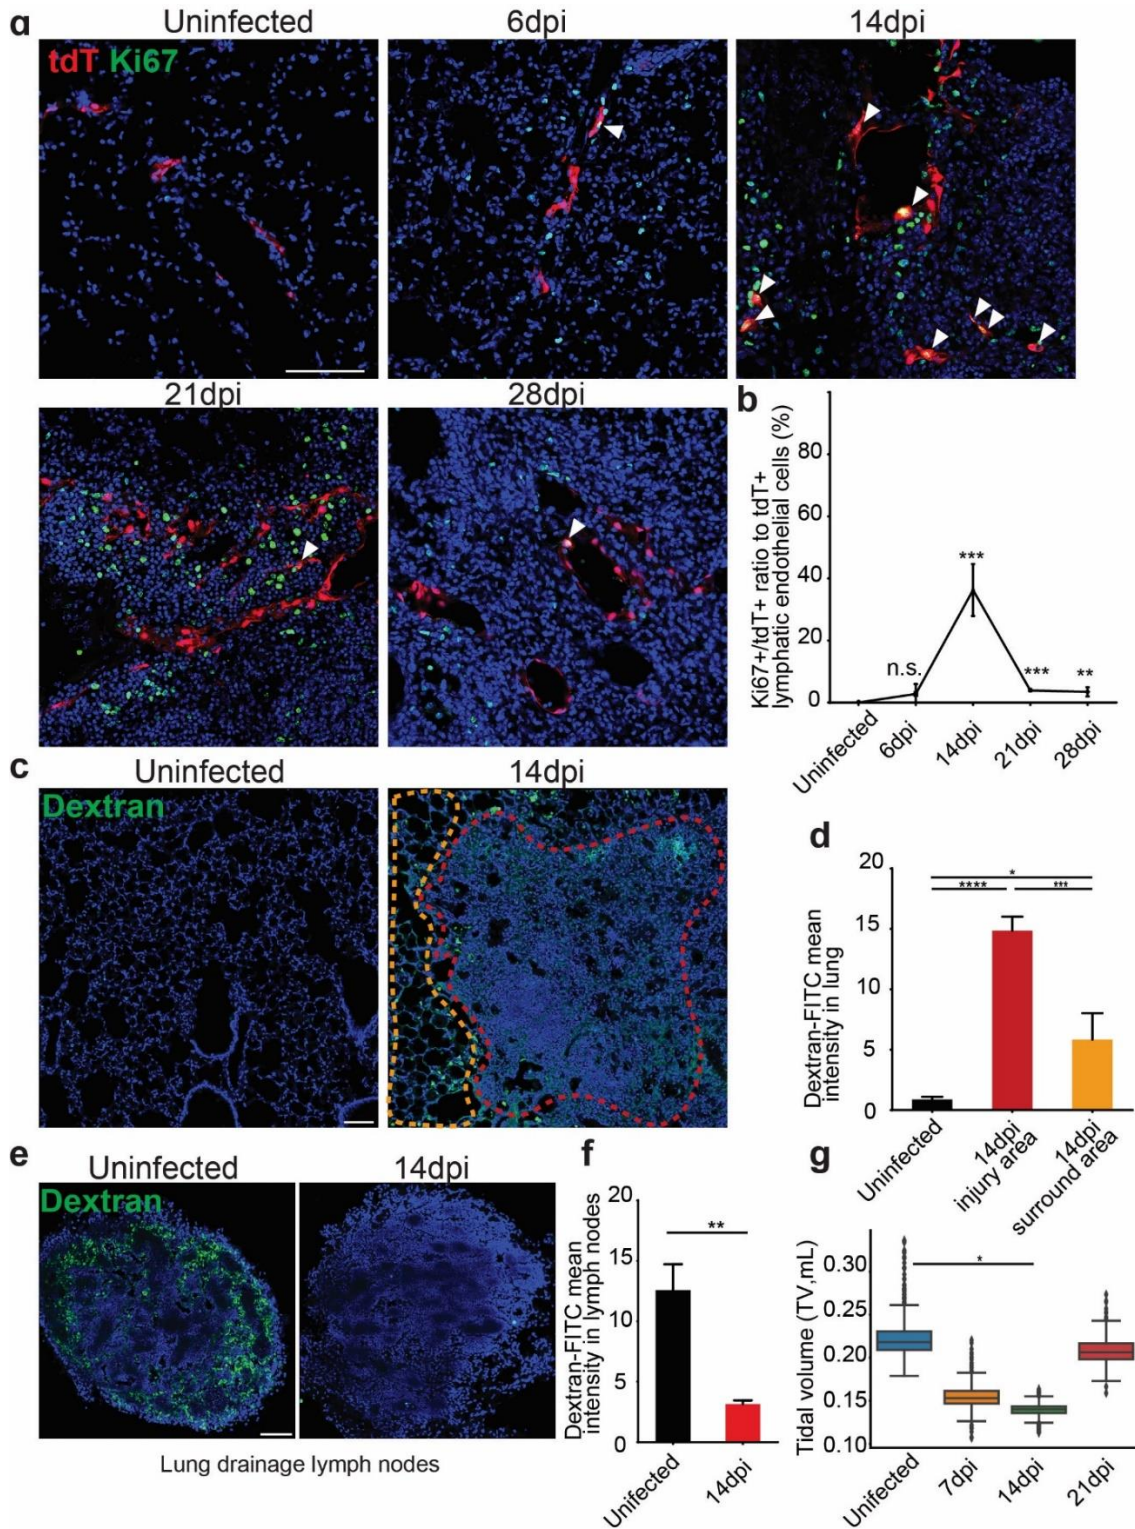 a
Uninfected
6dpi
14dpi
tdT Ki67
21dpi
28dpi
b
Ki67+/tdT+ ratio to tdT+
lymphatic endothelial cells (%)
80
60
40
20
0
n.s.
***
***
**
Uninfected
6dpi
14dpi
21dpi
28dpi
c
Uninfected
14dpi
Dextran
d
Dextran-FITC mean
intensity in lung
20
15
10
5
0
*
****
***
Uninfected
14dpi
injury area
14dpi
surround area
e
Uninfected
14dpi
Dextran
Lung drainage lymph nodes
f
Dextran-FITC mean
intensity in lymph nodes
20
15
10
5
0
**
Uninfected
14dpi
g
Tidal volume (TV,mL)
0.30
0.25
0.20
0.15
0.10
*
Unifected
7dpi
14dpi
21dpi